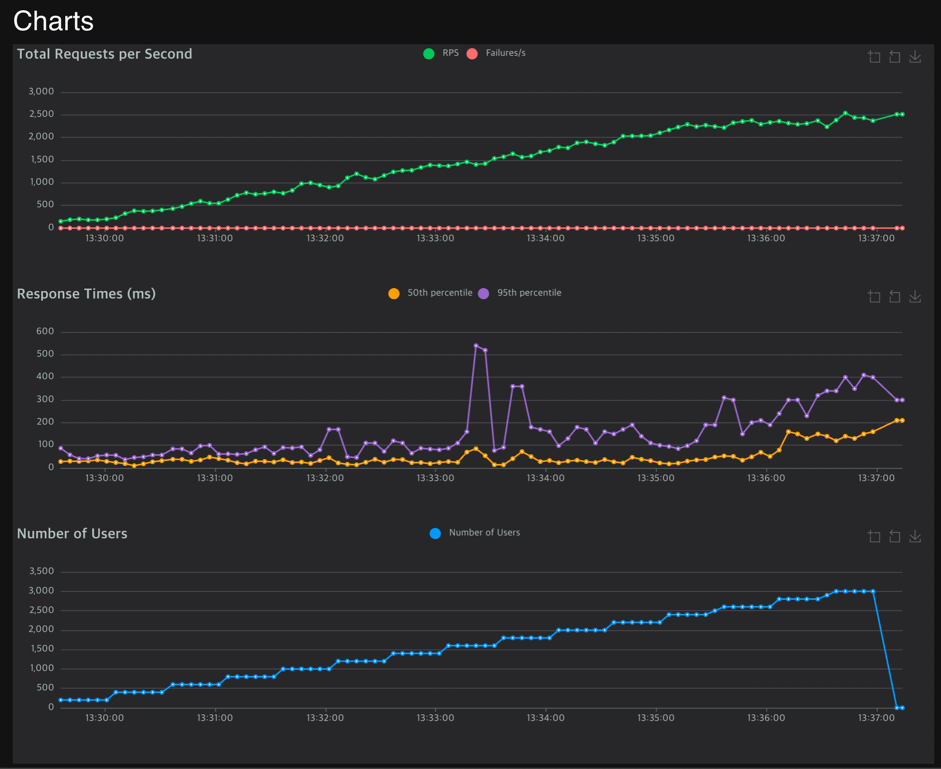 Charts
Total Requests per Second
RPS
Failures/s
3,000
2,500
2,000
1,500
1,000
500
0
13:30:00 13:31:00 13:32:00 13:33:00 13:34:00 13:35:00 13:36:00 13:37:00
Response Times (ms)
50th percentile
95th percentile
600
500
400
300
200
100
0
13:30:00 13:31:00 13:32:00 13:33:00 13:34:00 13:35:00 13:36:00 13:37:00
Number of Users
Number of Users
3,500
3,000
2,500
2,000
1,500
1,000
500
0
13:30:00 13:31:00 13:32:00 13:33:00 13:34:00 13:35:00 13:36:00 13:37:00